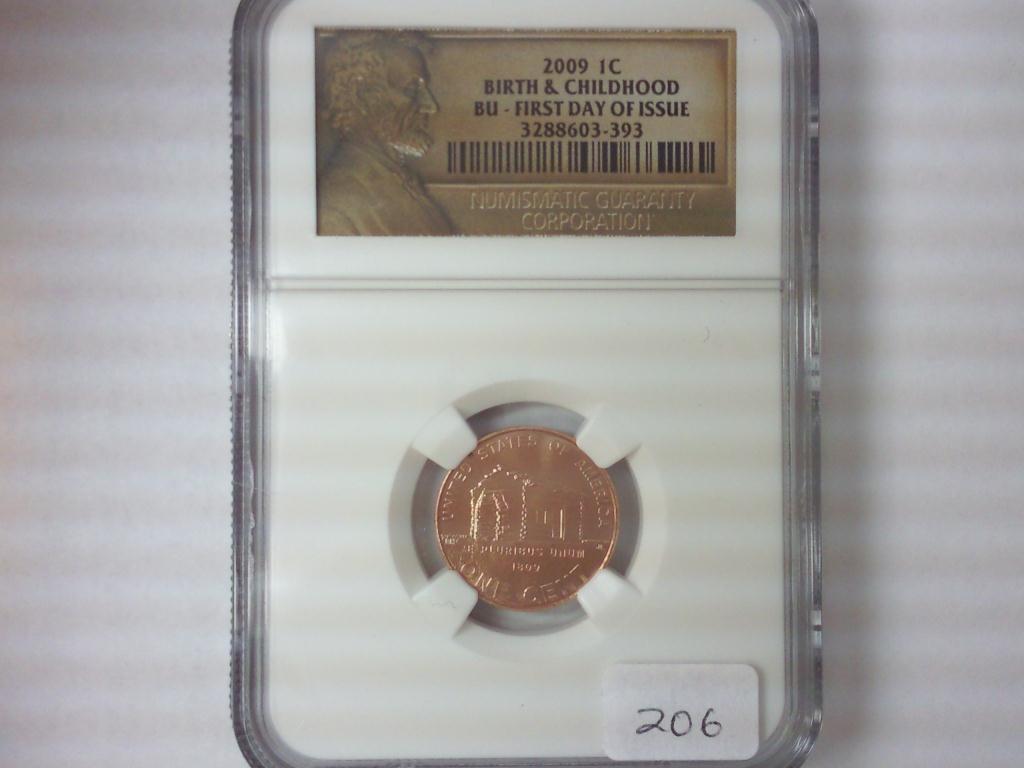 2009 1C
BIRTH & CHILDHOOD
BU - FIRST DAY OF ISSUE
3288603-393
NUMISMATIC GUARANTY
CORPORATION
UNITED STATES OF AMERICA
E PLURIBUS UNUM
1809
ONE CENT
206